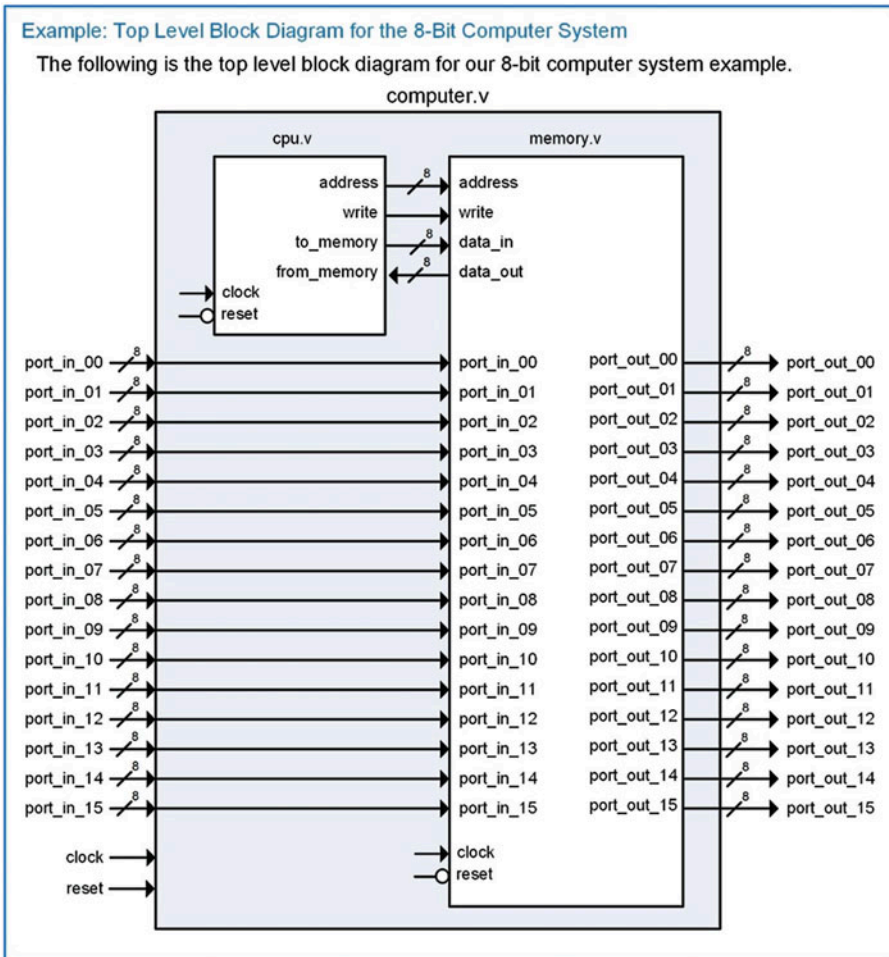 Example: Top Level Block Diagram for the 8-Bit Computer System
The following is the top level block diagram for our 8-bit computer system example.
computer.v
cpu.v memory.v
address 8 address
write write
to_memory 8 data_in
from_memory 8 data_out
clock
reset
port_in_00 8 port_in_00 port_out_00 8 port_out_00
port_in_01 8 port_in_01 port_out_01 8 port_out_01
port_in_02 8 port_in_02 port_out_02 8 port_out_02
port_in_03 8 port_in_03 port_out_03 8 port_out_03
port_in_04 8 port_in_04 port_out_04 8 port_out_04
port_in_05 8 port_in_05 port_out_05 8 port_out_05
port_in_06 8 port_in_06 port_out_06 8 port_out_06
port_in_07 8 port_in_07 port_out_07 8 port_out_07
port_in_08 8 port_in_08 port_out_08 8 port_out_08
port_in_09 8 port_in_09 port_out_09 8 port_out_09
port_in_10 8 port_in_10 port_out_10 8 port_out_10
port_in_11 8 port_in_11 port_out_11 8 port_out_11
port_in_12 8 port_in_12 port_out_12 8 port_out_12
port_in_13 8 port_in_13 port_out_13 8 port_out_13
port_in_14 8 port_in_14 port_out_14 8 port_out_14
port_in_15 8 port_in_15 port_out_15 8 port_out_15
clock clock
reset reset